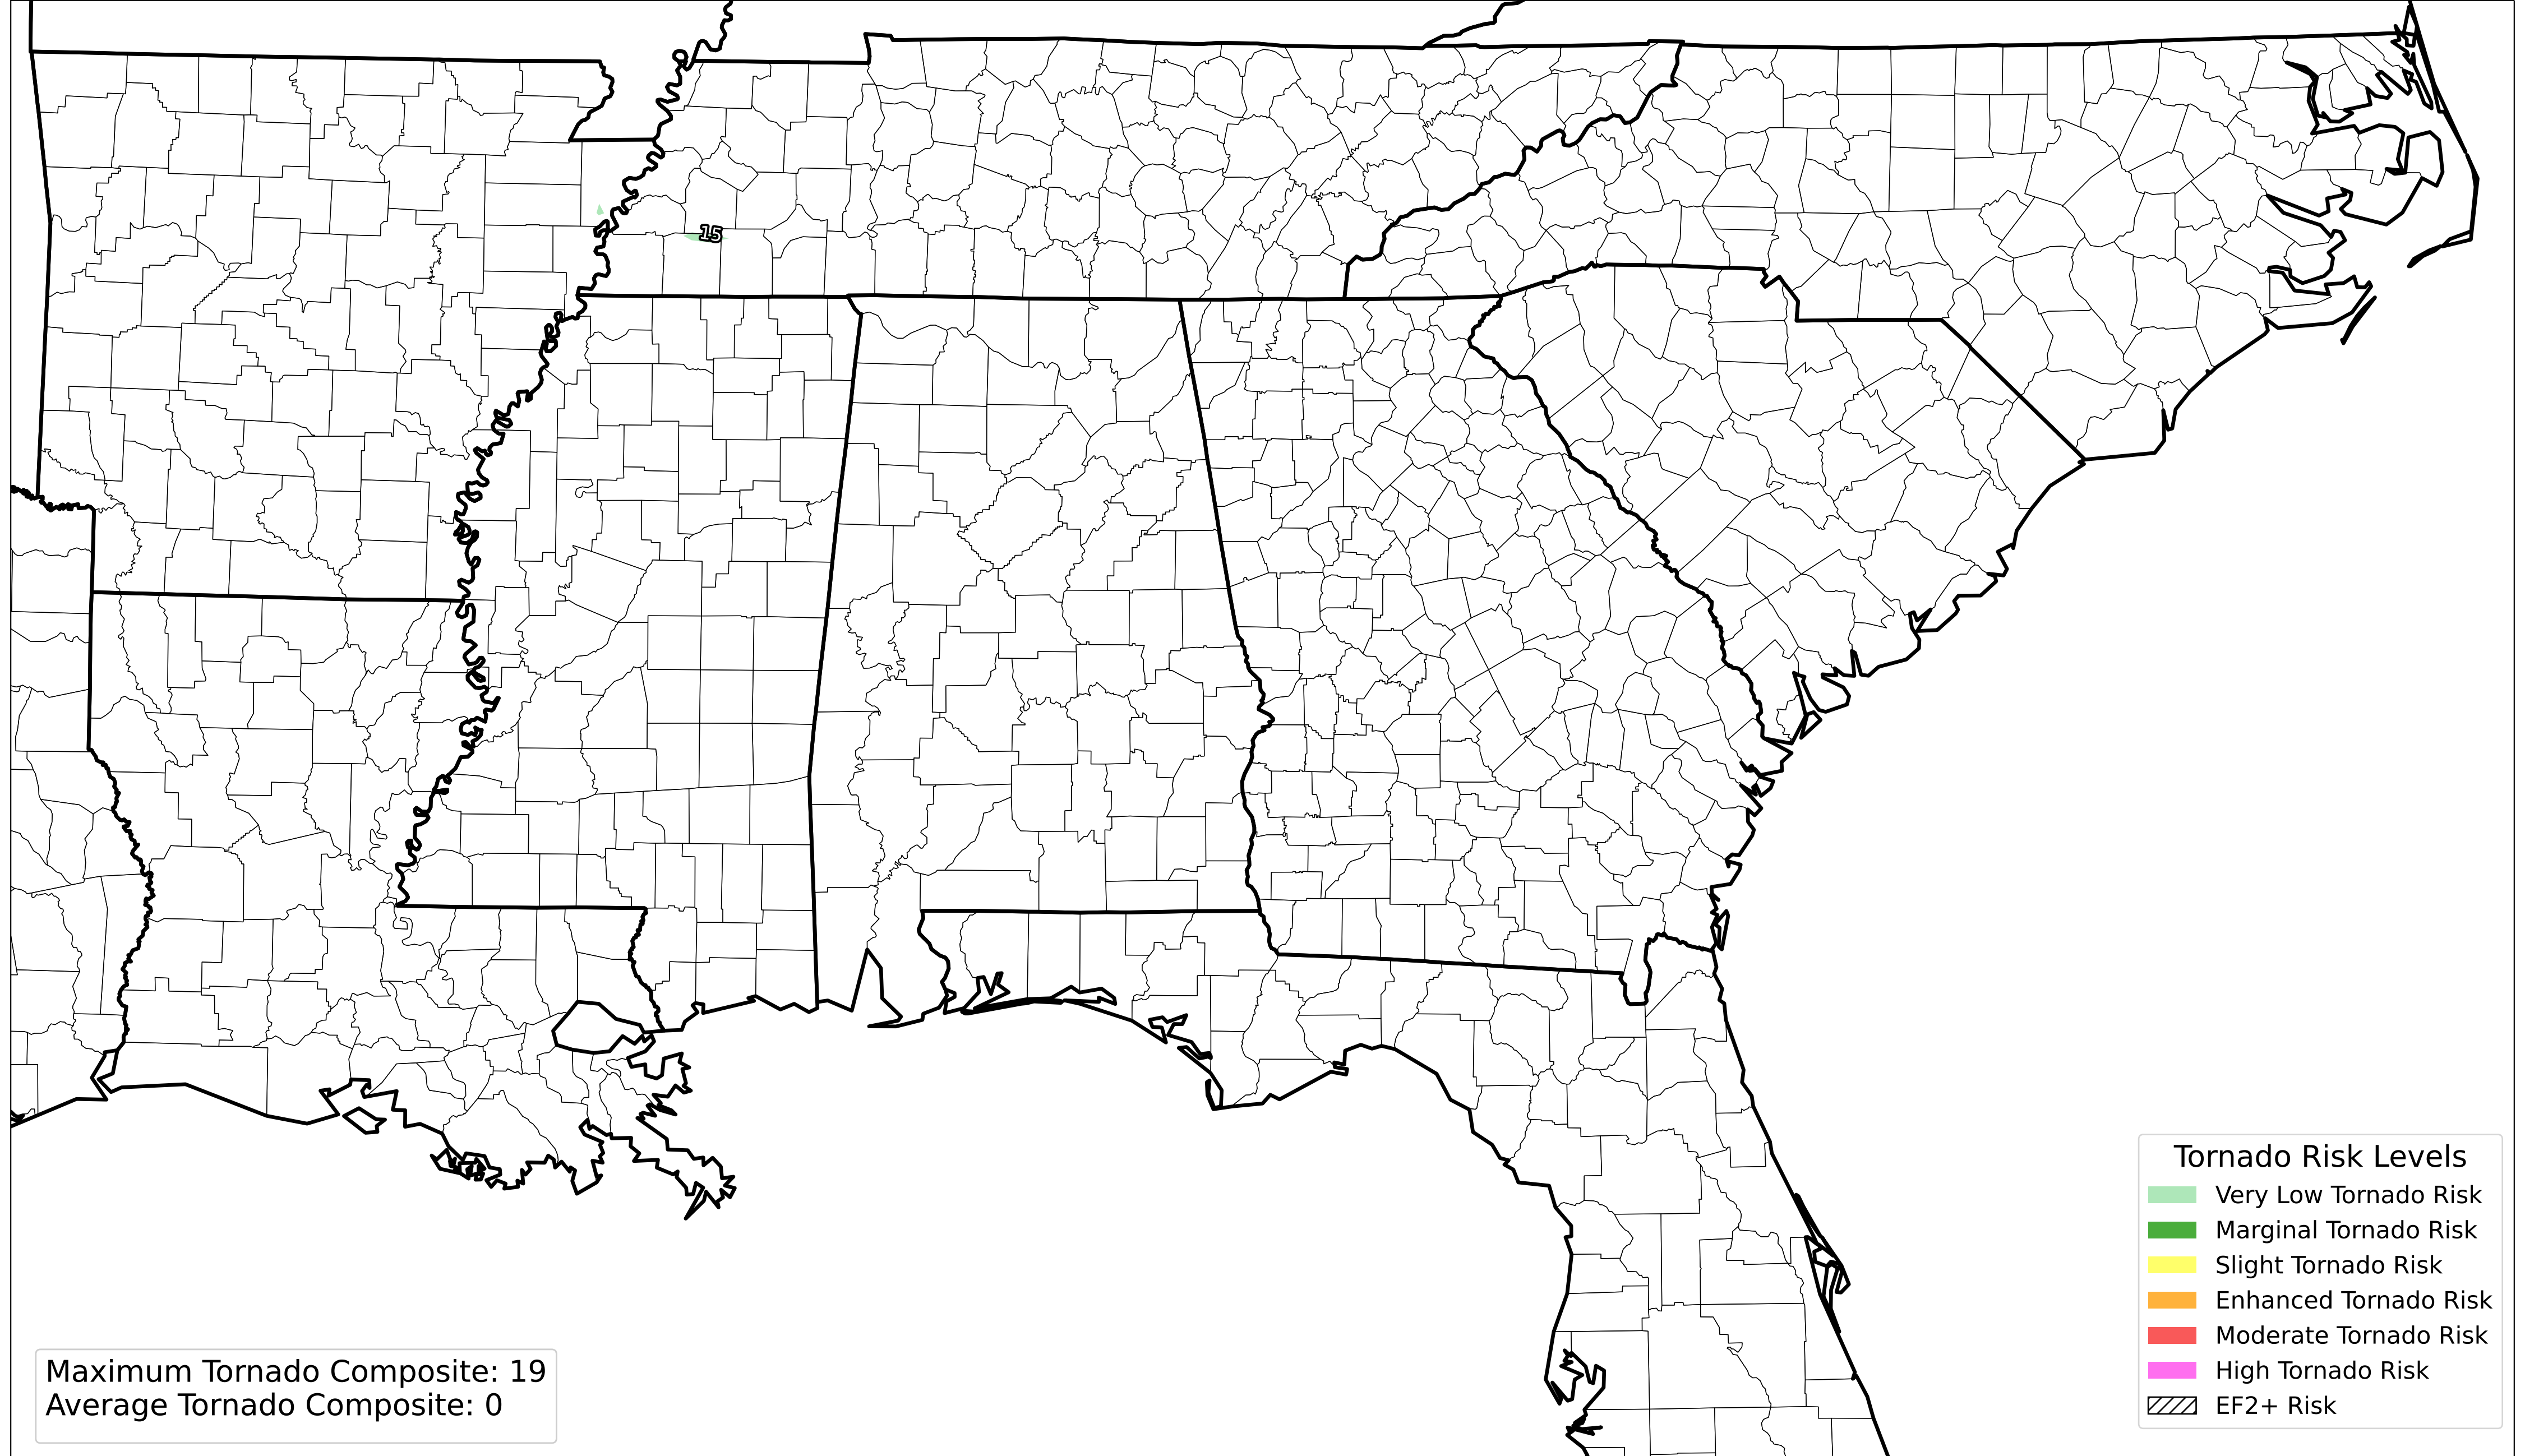 15
Tornado Risk Levels
Very Low Tornado Risk
Marginal Tornado Risk
Slight Tornado Risk
Enhanced Tornado Risk
Moderate Tornado Risk
High Tornado Risk
EF2+ Risk
Maximum Tornado Composite: 19
Average Tornado Composite: 0